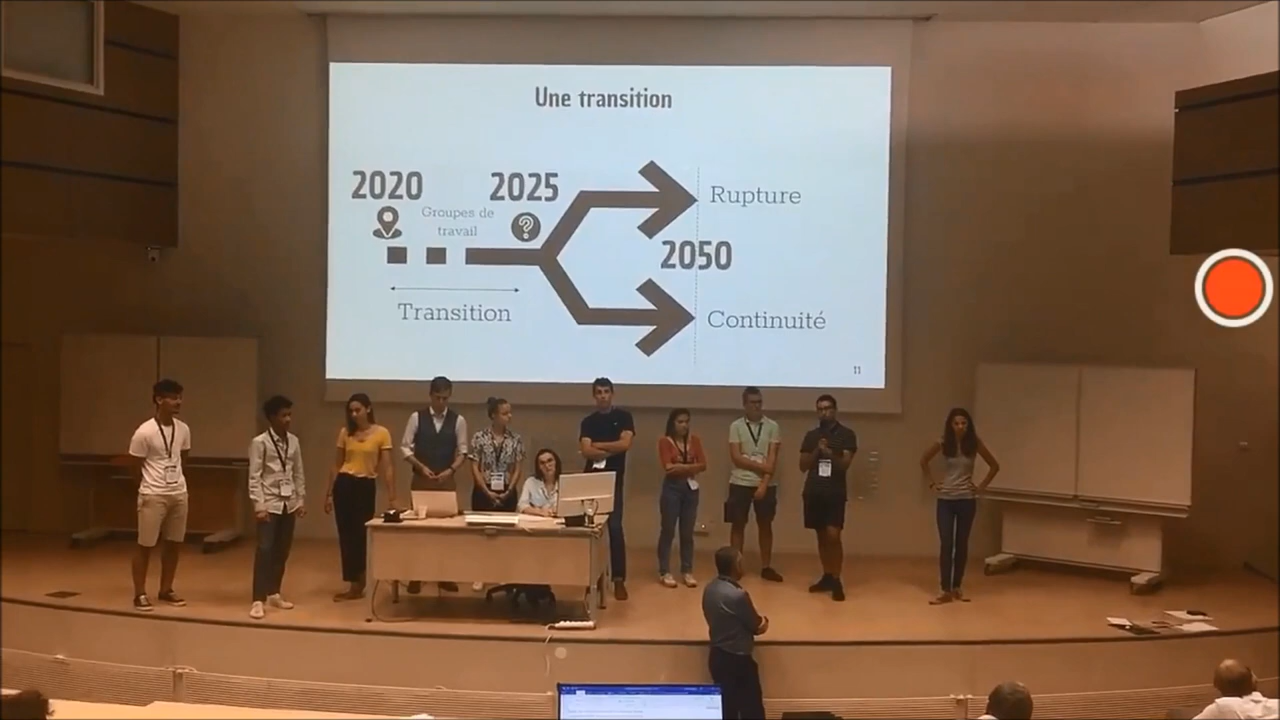 Une transition
2020
2025
Groupes de
travail
Rupture
2050
Transition
Continuité
11